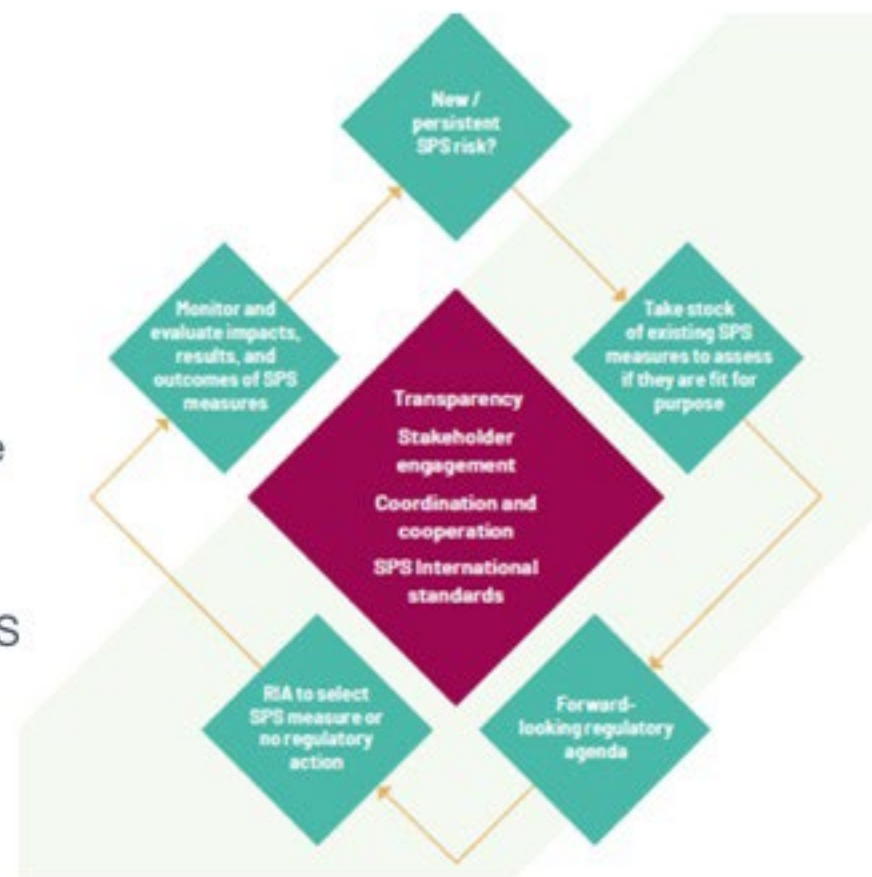 New /
persistent
SPS risk?
Monitor and
evaluate impacts,
results, and
outcomes of SPS
measures
Take stock
of existing SPS
measures to assess
if they are fit for
purpose
Transparency
Stakeholder
engagement
Coordination and
cooperation
SPS International
standards
e
S
RIA to select
SPS measure or
no regulatory
action
Forward-
looking regulatory
agenda